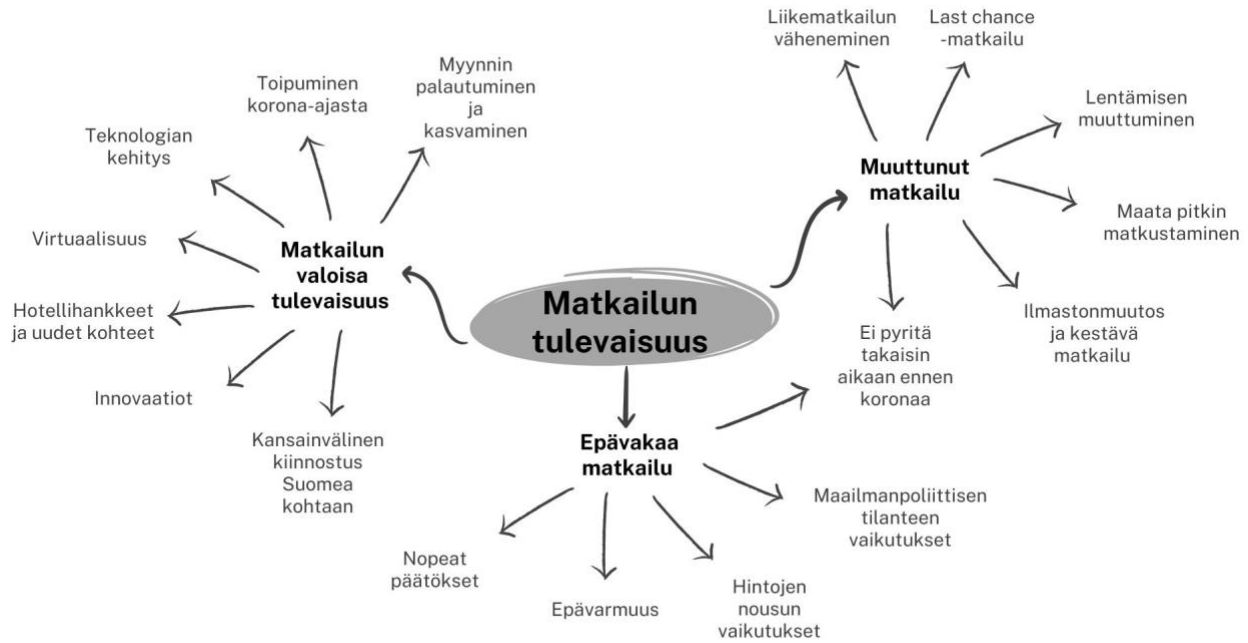 Matkailun
tulevaisuus
Matkailun
valoisa
tulevaisuus
Myynnin
palautuminen
ja
kasvaminen
Toipuminen
korona-ajasta
Teknologian
kehitys
Virtuaalisuus
Hotellihankkeet
ja uudet kohteet
Innovaatiot
Kansainvälinen
kiinnostus
Suomea
kohtaan
Muuttunut
matkailu
Liikematkailun
väheneminen
Last chance
-matkailu
Lentämisen
muuttuminen
Maata pitkin
matkustaminen
Ilmastonmuutos
ja kestävä
matkailu
Ei pyritä
takaisin
aikaan ennen
koronaa
Epävakaa
matkailu
Maailmanpoliittisen
tilanteen
vaikutukset
Hintojen
nousun
vaikutukset
Epävarmuus
Nopeat
päätökset